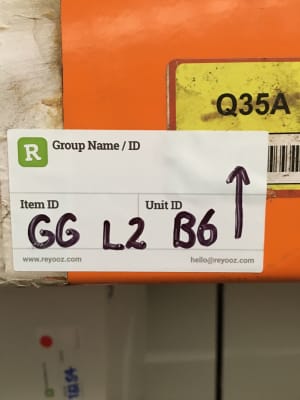 Q35A
R Group Name / ID
Item ID Unit ID
GG L2 B6 ↑
www.reyooz.com hello@reyooz.com